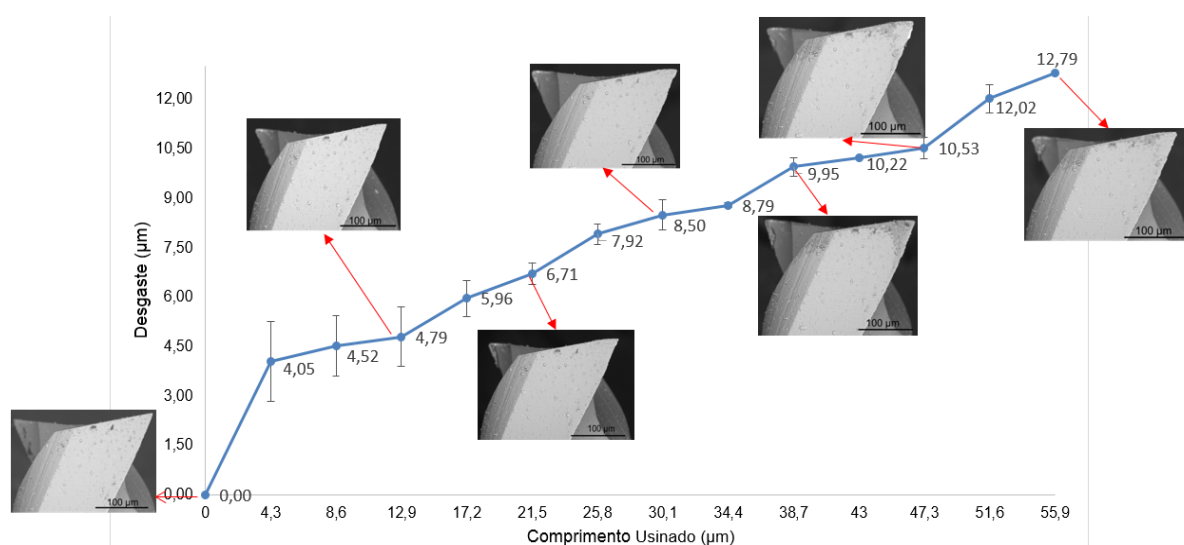 12,79
12,00
12,02
100 µm
10,50
10,53
100 µm
9,95
10,22
100 µm
100 µm
9,00
8,79
8,50
7,50
7,92
100 µm
6,71
6,00
5,96
100 µm
4,50
4,79
4,52
4,05
100 µm
3,00
1,50
100 µm
0,00
0,00
Desgaste (µm)
0 4,3 8,6 12,9 17,2 21,5 25,8 30,1 34,4 38,7 43 47,3 51,6 55,9
Comprimento Usinado (µm)